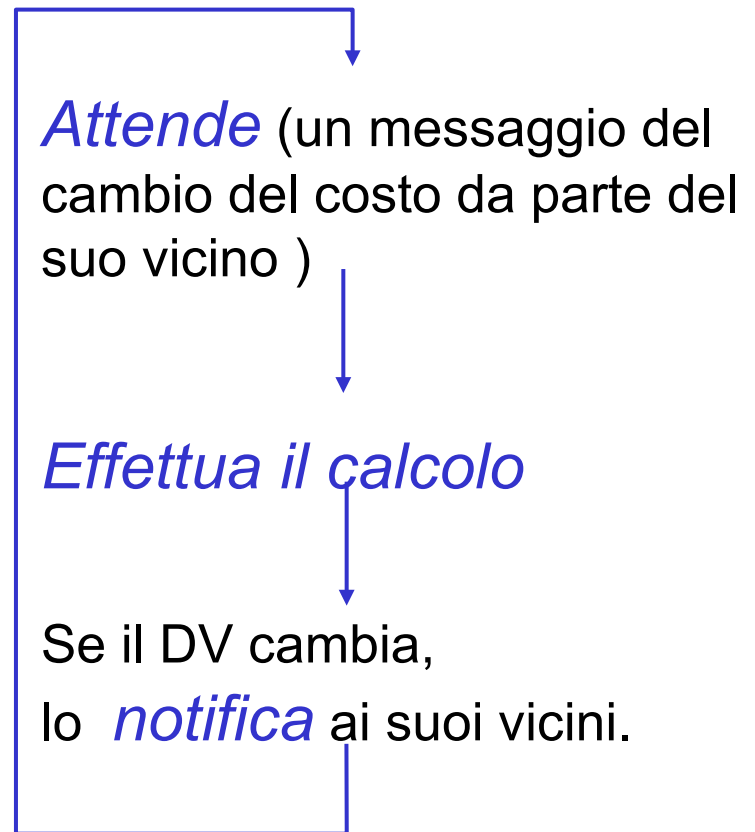 Attende (un messaggio del
cambio del costo da parte del
suo vicino )
Effettua il calcolo
Se il DV cambia,
lo notifica ai suoi vicini.